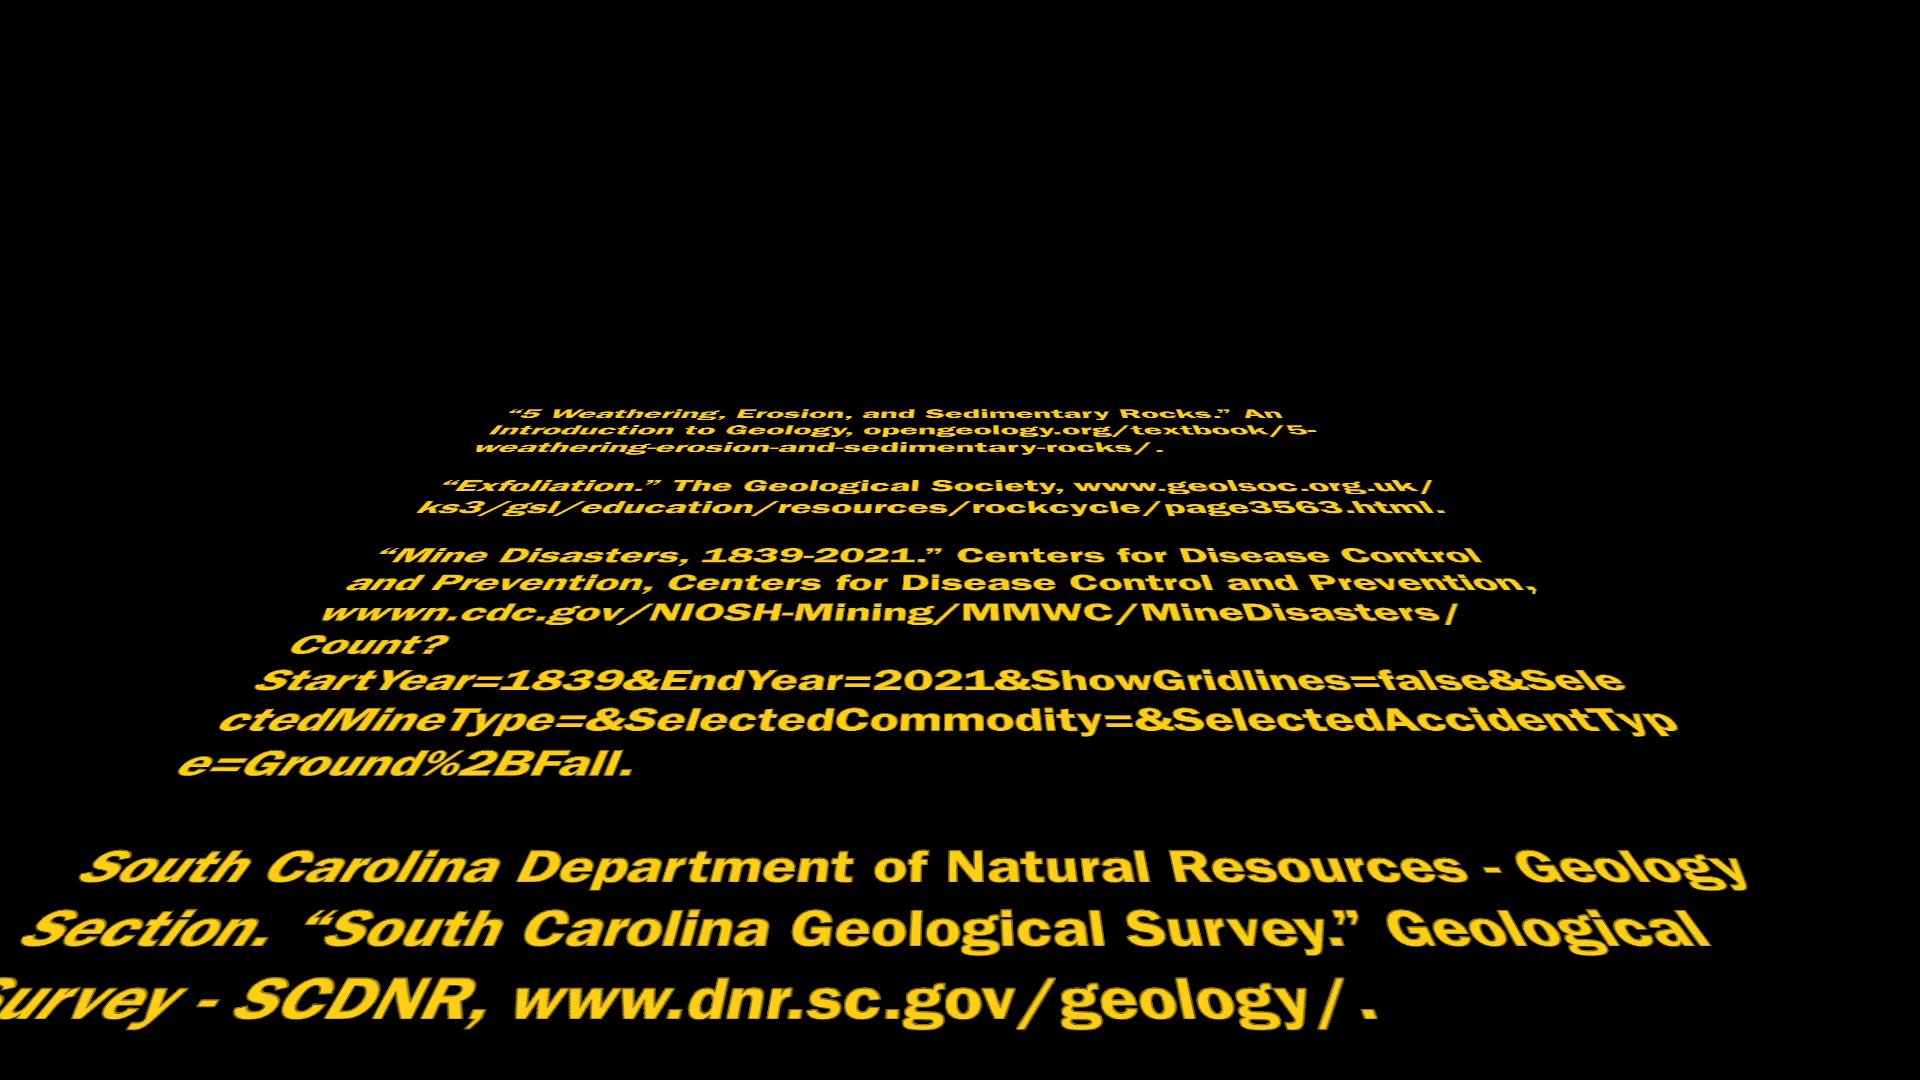 “5 Weathering, Erosion, and Sedimentary Rocks.” An
Introduction to Geology, opengeology.org/textbook/5-
weathering-erosion-and-sedimentary-rocks/.
“Exfoliation.” The Geological Society, www.geolsoc.org.uk/
ks3/gsl/education/resources/rockcycle/page3563.html.
“Mine Disasters, 1839-2021.” Centers for Disease Control
and Prevention, Centers for Disease Control and Prevention,
wwwn.cdc.gov/NIOSH-Mining/MMWC/MineDisasters/
Count?
StartYear=1839&EndYear=2021&ShowGridlines=false&Sele
ctedMineType=&SelectedCommodity=&SelectedAccidentTyp
e=Ground%2BFall.
South Carolina Department of Natural Resources - Geology
Section. “South Carolina Geological Survey.” Geological
Survey - SCDNR, www.dnr.sc.gov/geology/.